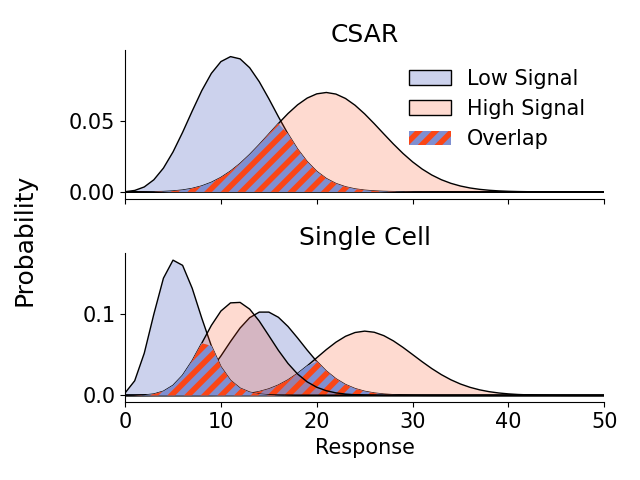 CSAR
Low Signal
High Signal
Overlap
0.05
0.00
Probability
Single Cell
0.1
0.0
0 10 20 30 40 50
Response